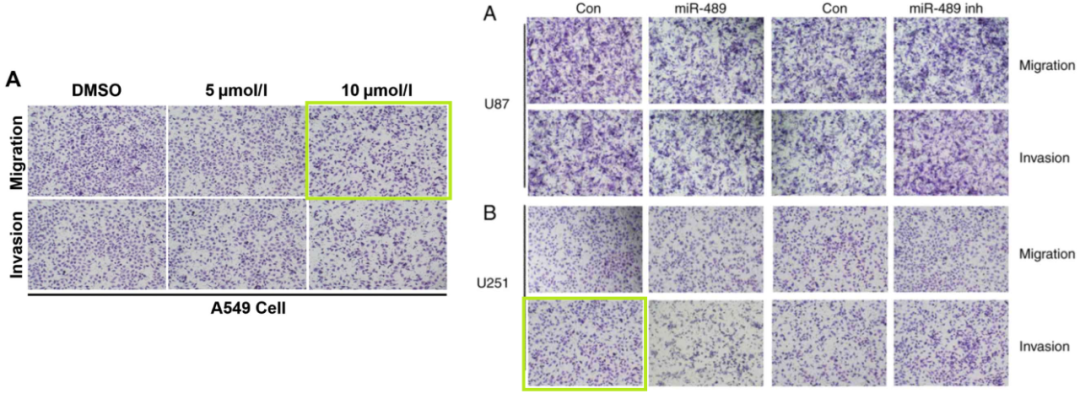 A
DMSO 5 µmol/l 10 µmol/l
Migration
Invasion
A549 Cell
A
Con miR-489 Con miR-489 inh
U87
Migration
Invasion
B
U251
Migration
Invasion